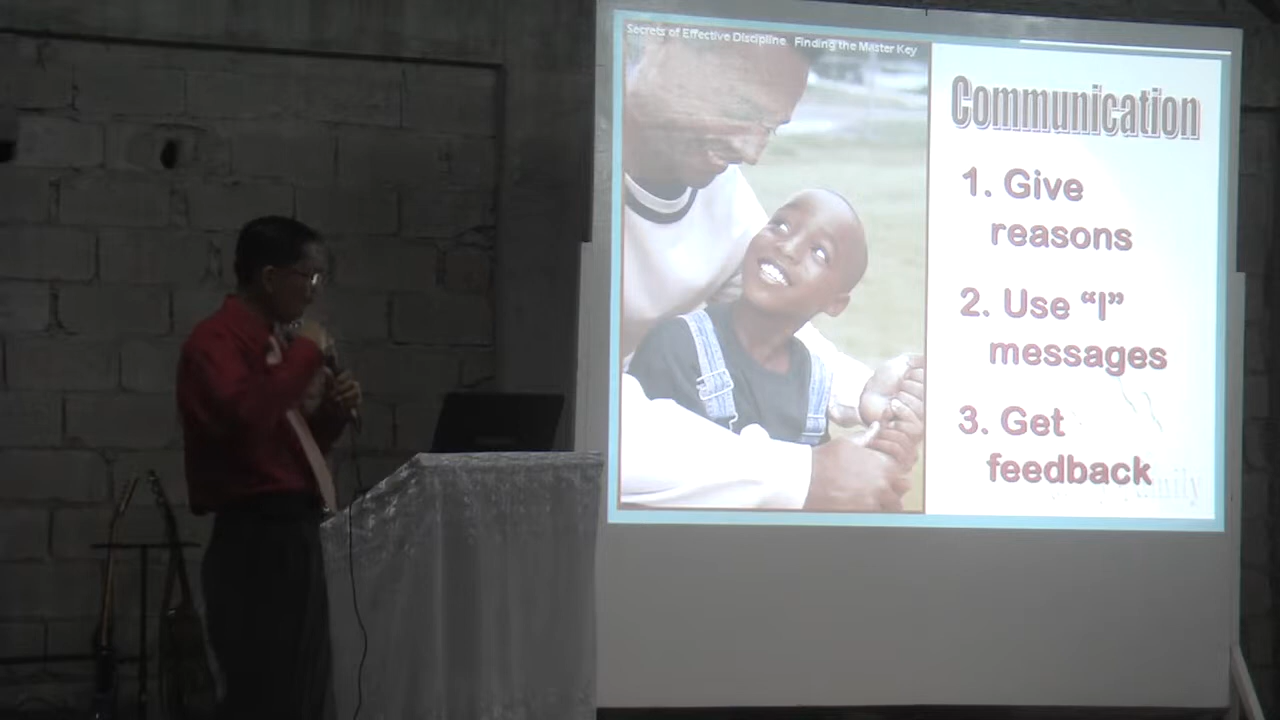 Secrets of Effective Discipline Finding the Master Key
Communication
1. Give
reasons
2. Use “I”
messages
3. Get
feedback